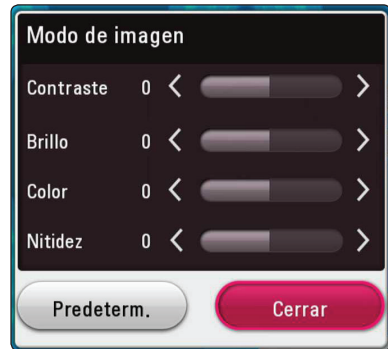 Modo de imagen
Contraste 0
Brillo 0
Color 0
Nitidez 0
Predeterm. Cerrar